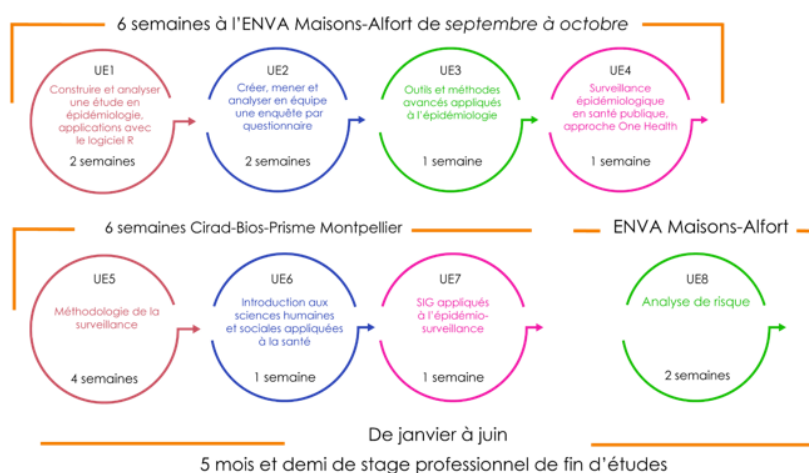 6 semaines à l'ENVA Maisons-Alfort de septembre à octobre
UE1
Construire et analyser
une étude en
épidémiologie,
applications avec
le logiciel R
2 semaines
UE2
Créer, mener et
analyser en équipe
une enquête par
questionnaire
2 semaines
UE3
Outils et méthodes
avancés appliqués
à l'épidémiologie
1 semaine
UE4
Surveillance
épidémiologique
en santé publique,
approche One Health
1 semaine
6 semaines Cirad-Bios-Prisme Montpellier
ENVA Maisons-Alfort
UE5
Méthodologie de la
surveillance
4 semaines
UE6
Introduction aux
sciences humaines
et sociales appliquées
à la santé
1 semaine
UE7
SIG appliqués
à l'épidémio-
surveillance
1 semaine
UE8
Analyse de risque
2 semaines
De janvier à juin
5 mois et demi de stage professionnel de fin d'études